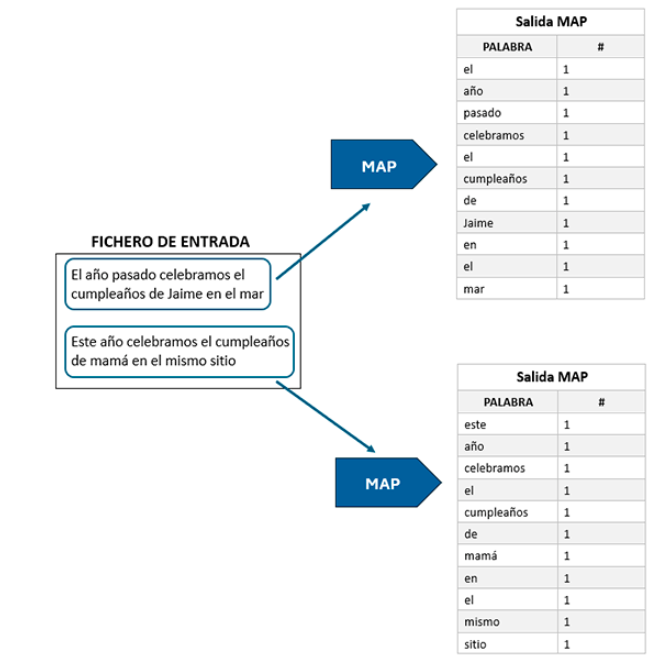 Salida MAP
PALABRA #
el 1
año 1
pasado 1
celebramos 1
el 1
cumpleaños 1
de 1
Jaime 1
en 1
el 1
mar 1
MAP
FICHERO DE ENTRADA
El año pasado celebramos el
cumpleaños de Jaime en el mar
Este año celebramos el cumpleaños
de mamá en el mismo sitio
MAP
Salida MAP
PALABRA #
este 1
año 1
celebramos 1
el 1
cumpleaños 1
de 1
mamá 1
en 1
el 1
mismo 1
sitio 1